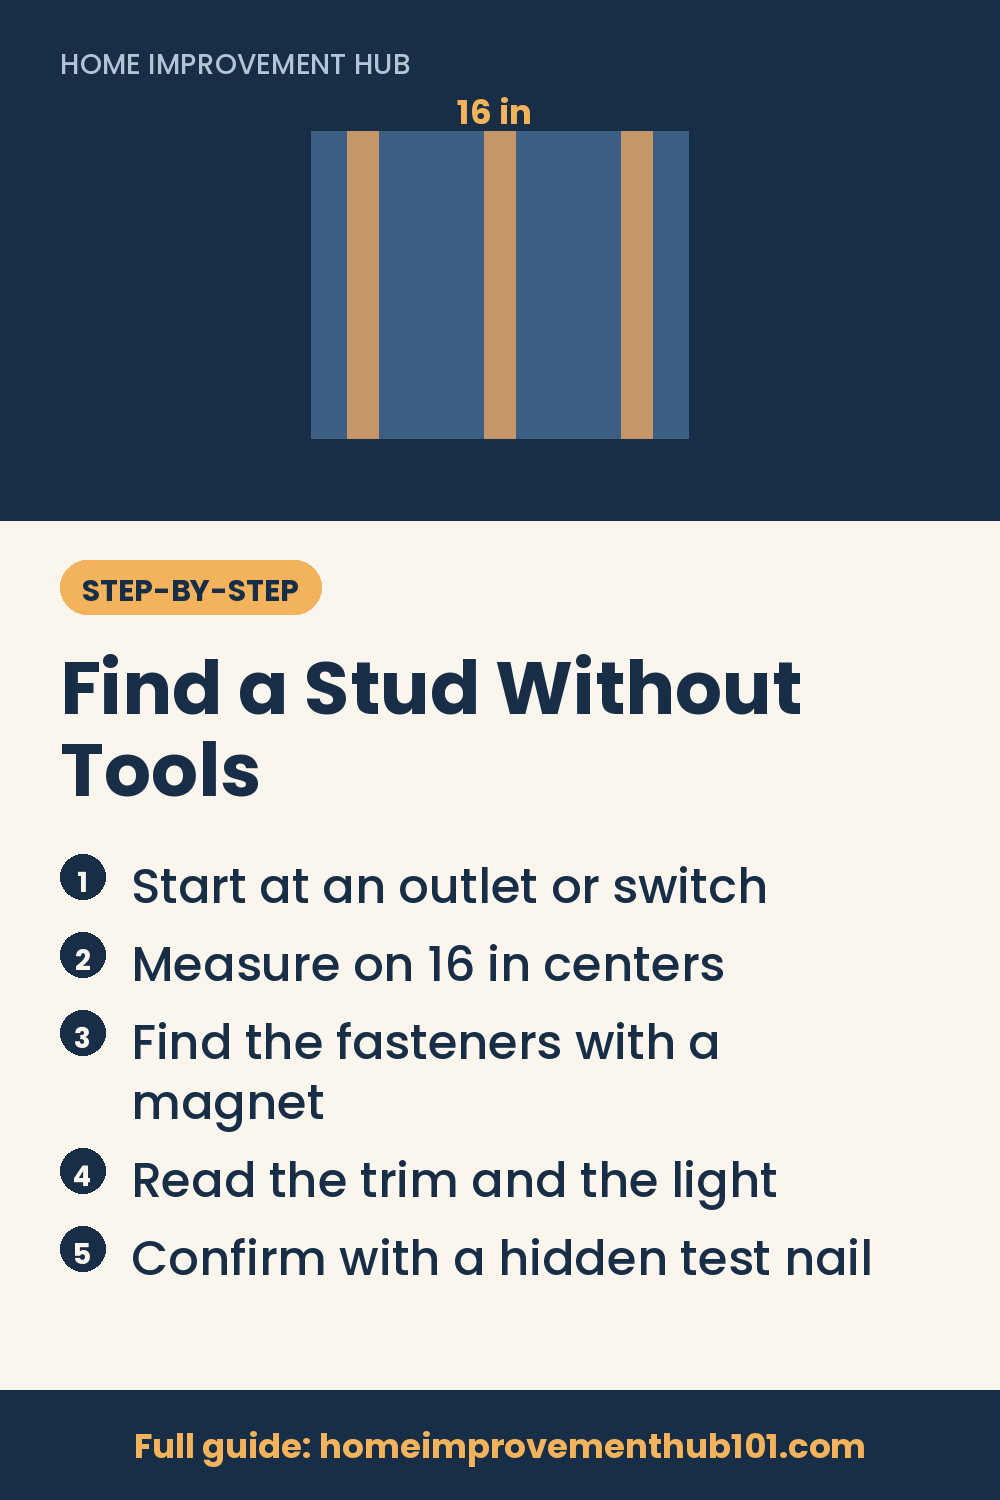 HOME IMPROVEMENT HUB
16 in
STEP-BY-STEP
Find a Stud Without
Tools
1 Start at an outlet or switch
2 Measure on 16 in centers
3 Find the fasteners with a
magnet
4 Read the trim and the light
5 Confirm with a hidden test nail
Full guide: homeimprovementhub101.com